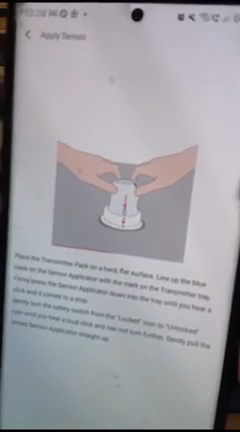 Apply Sensor
Place the Transmitter Pack on a hard, flat surface. Line up the blue
mark on the Sensor Applicator with the mark on the Transmitter tray.
Firmly press the Sensor Applicator down into the tray until you hear a
click and it comes to a stop.
Gently turn the safety switch from the "Locked" icon to "Unlocked"
icon until you hear a loud click and can not turn further. Gently pull the
Sensor Applicator straight up.